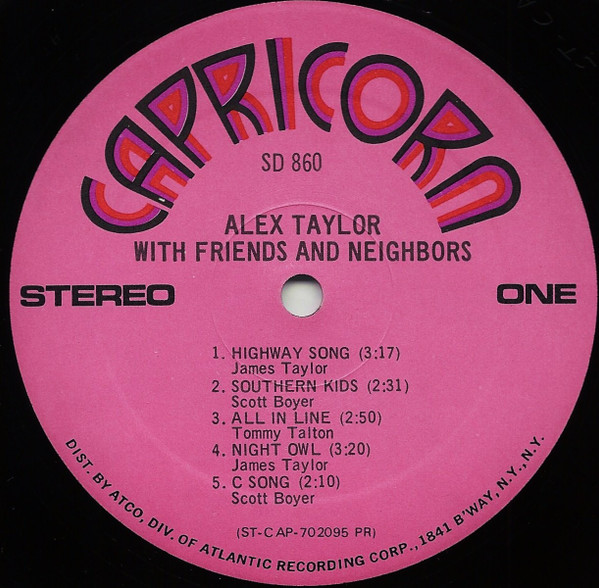 CAPRICORN
SD 860
ALEX TAYLOR
WITH FRIENDS AND NEIGHBORS
STEREO
ONE
1. HIGHWAY SONG (3:17)
James Taylor
2. SOUTHERN KIDS (2:31)
Scott Boyer
3. ALL IN LINE (2:50)
Tommy Talton
4. NIGHT OWL (3:20)
James Taylor
5. C SONG (2:10)
Scott Boyer
(ST-CAP-702095 PR)
DIST. BY ATCO, DIV. OF ATLANTIC RECORDING CORP., 1841 B'WAY, N.Y., N.Y.